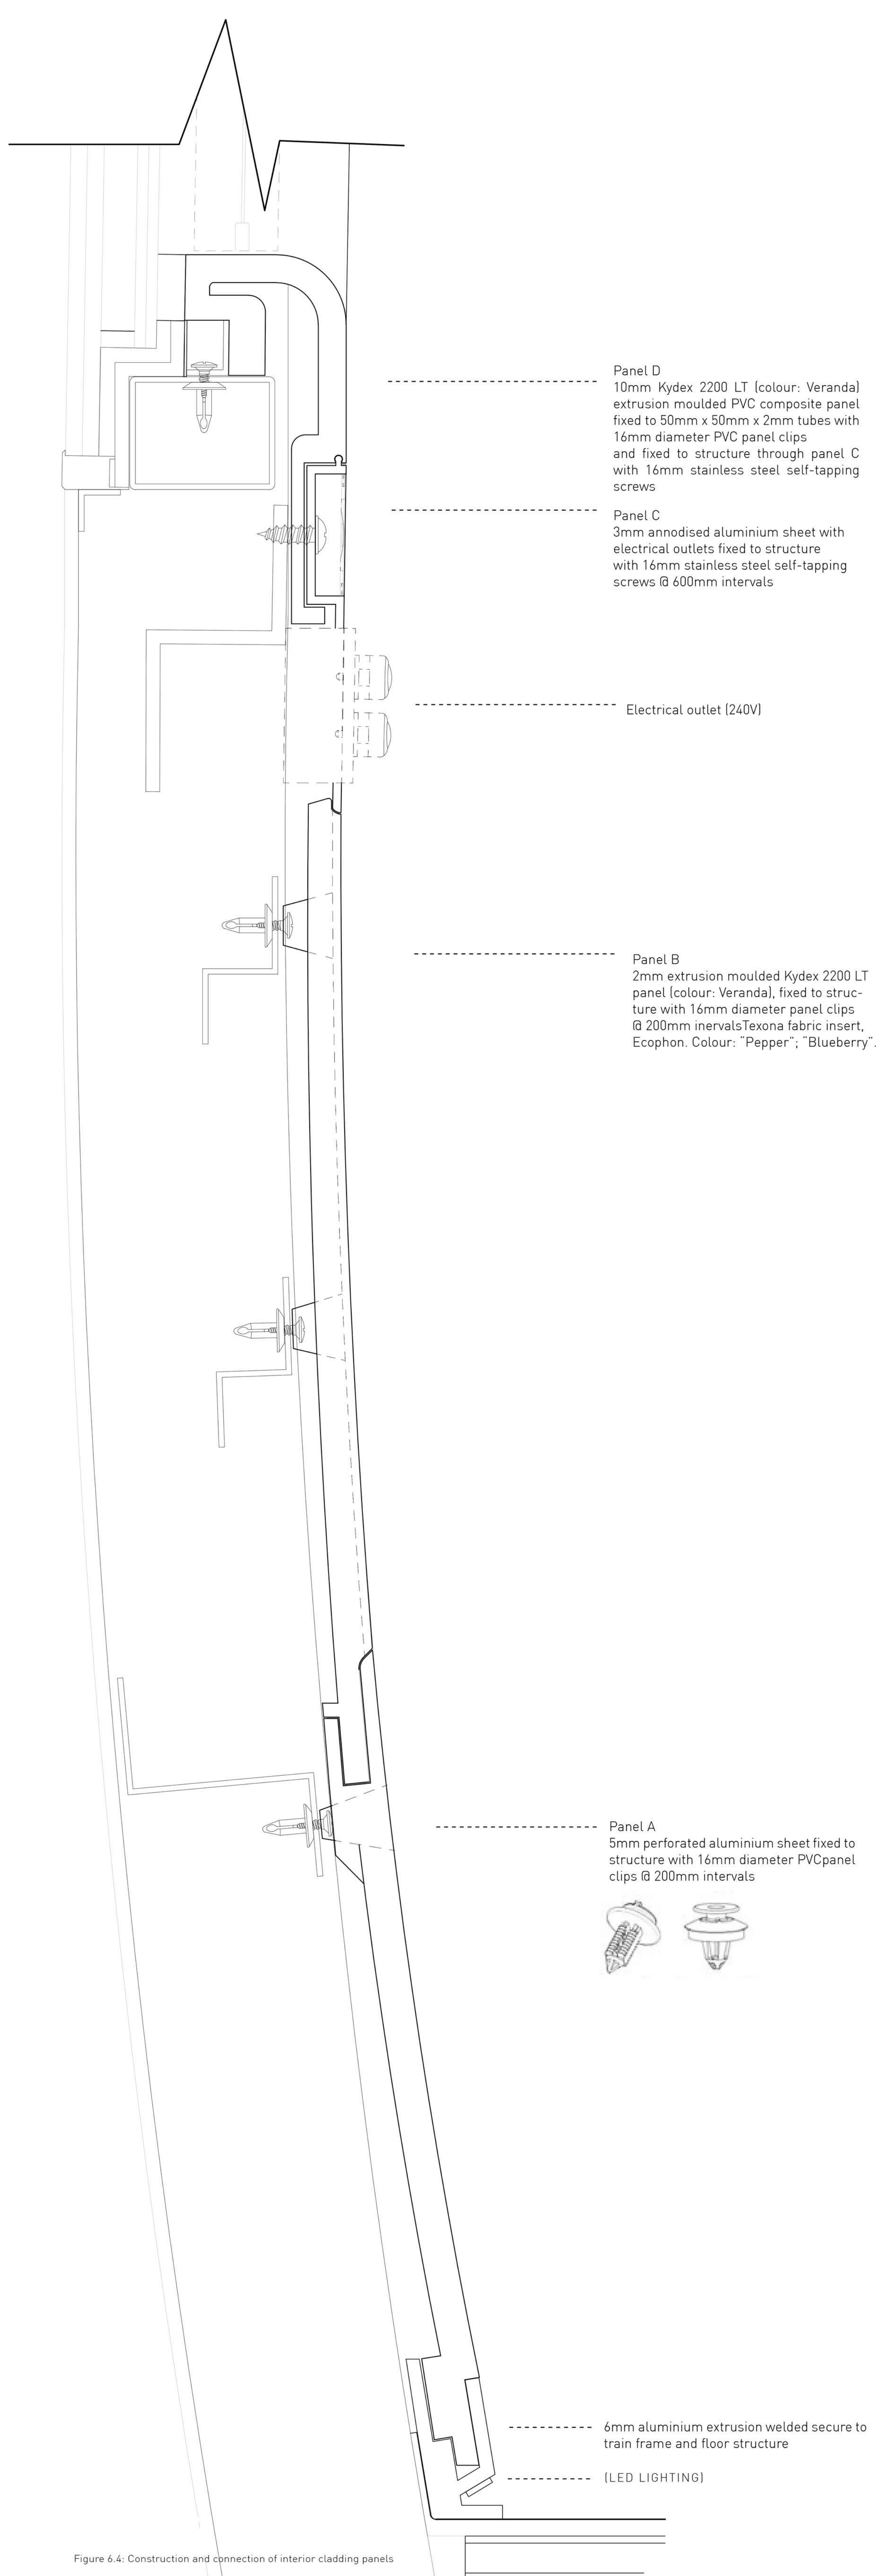 Panel D
10mm Kydex 2200 LT (colour: Veranda)
extrusion moulded PVC composite panel
fixed to 50mm x 50mm x 2mm tubes with
16mm diameter PVC panel clips
and fixed to structure through panel C
with 16mm stainless steel self-tapping
screws
Panel C
3mm annodised aluminium sheet with
electrical outlets fixed to structure
with 16mm stainless steel self-tapping
screws @ 600mm intervals
Electrical outlet (240V)
Panel B
2mm extrusion moulded Kydex 2200 LT
panel (colour: Veranda), fixed to struc-
ture with 16mm diameter panel clips
@ 200mm inervalsTexona fabric insert,
Ecophon. Colour: "Pepper"; "Blueberry".
Panel A
5mm perforated aluminium sheet fixed to
structure with 16mm diameter PVCpanel
clips @ 200mm intervals
6mm aluminium extrusion welded secure to
train frame and floor structure
(LED LIGHTING)
Figure 6.4: Construction and connection of interior cladding panels